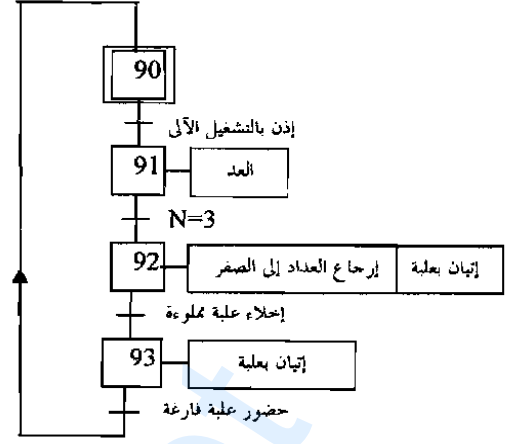 90
إذن بالتشغيل الآلي
91 العد
N=3
92 إرجاع العداد إلى الصفر إتيان بعلبة
إخلاء علبة مملوءة
93 إتيان بعلبة
حضور علبة فارغة